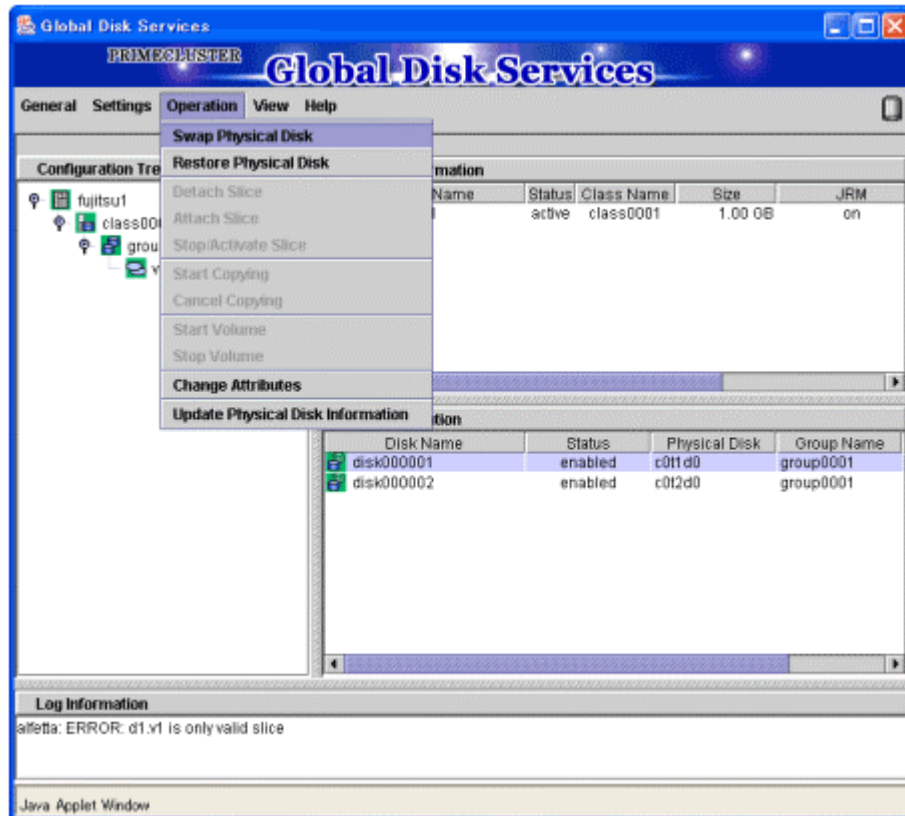 Global Disk Services
PRIMECLUSTER
Global Disk Services
General Settings Operation View Help
Swap Physical Disk
Restore Physical Disk
Detach Slice
Attach Slice
Stop/Activate Slice
Start Copying
Cancel Copying
Start Volume
Stop Volume
Change Attributes
Update Physical Disk Information
Configuration Tre
fujitsu1
class00
grou
v
mation
Name Status Class Name Size JRM
active class0001 1.00 GB on
tion
Disk Name Status Physical Disk Group Name
disk000001 enabled c0t1d0 group0001
disk000002 enabled c0t2d0 group0001
Log Information
alfetta: ERROR: d1.v1 is only valid slice
Java Applet Window